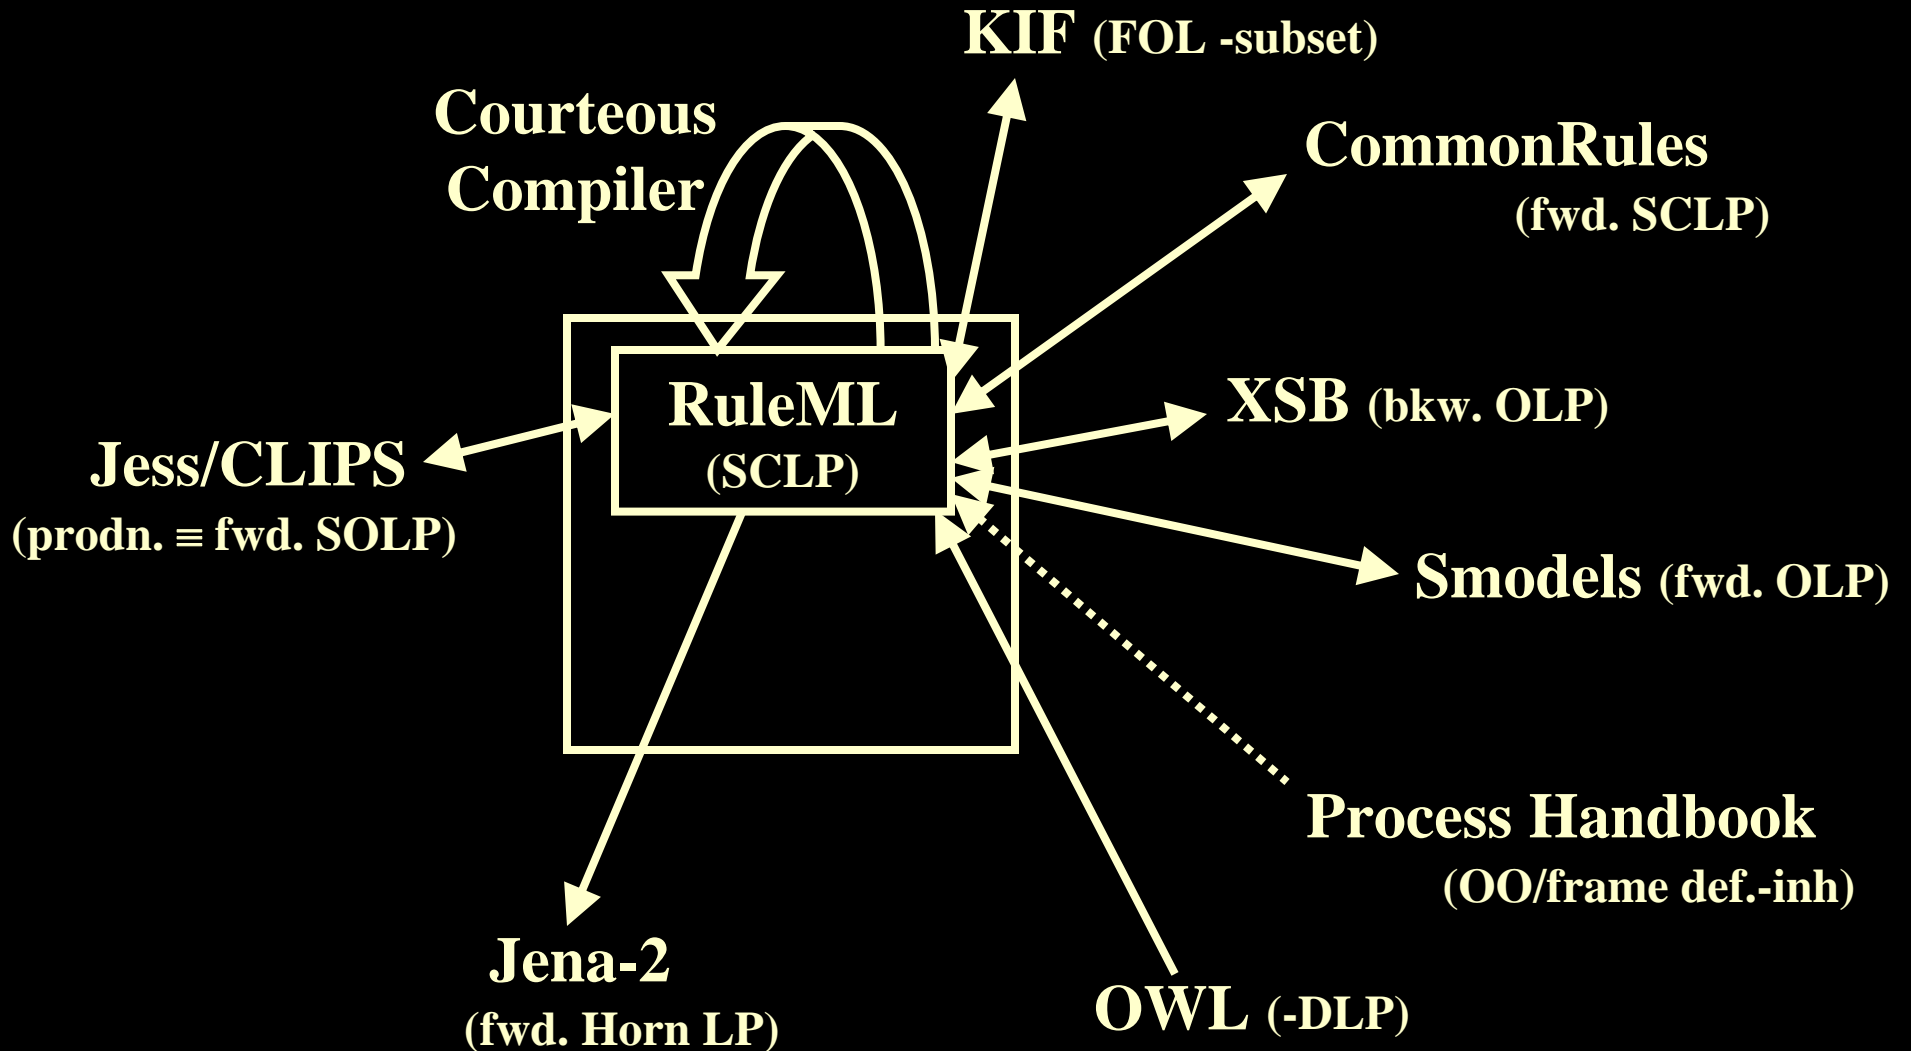 KIF (FOL -subset)
Courteous
Compiler
CommonRules
(fwd. SCLP)
RuleML
(SCLP)
XSB (bkw. OLP)
Jess/CLIPS
(prodn. ≡ fwd. SOLP)
Smodels (fwd. OLP)
Process Handbook
(OO/frame def.-inh)
Jena-2
(fwd. Horn LP)
OWL (-DLP)